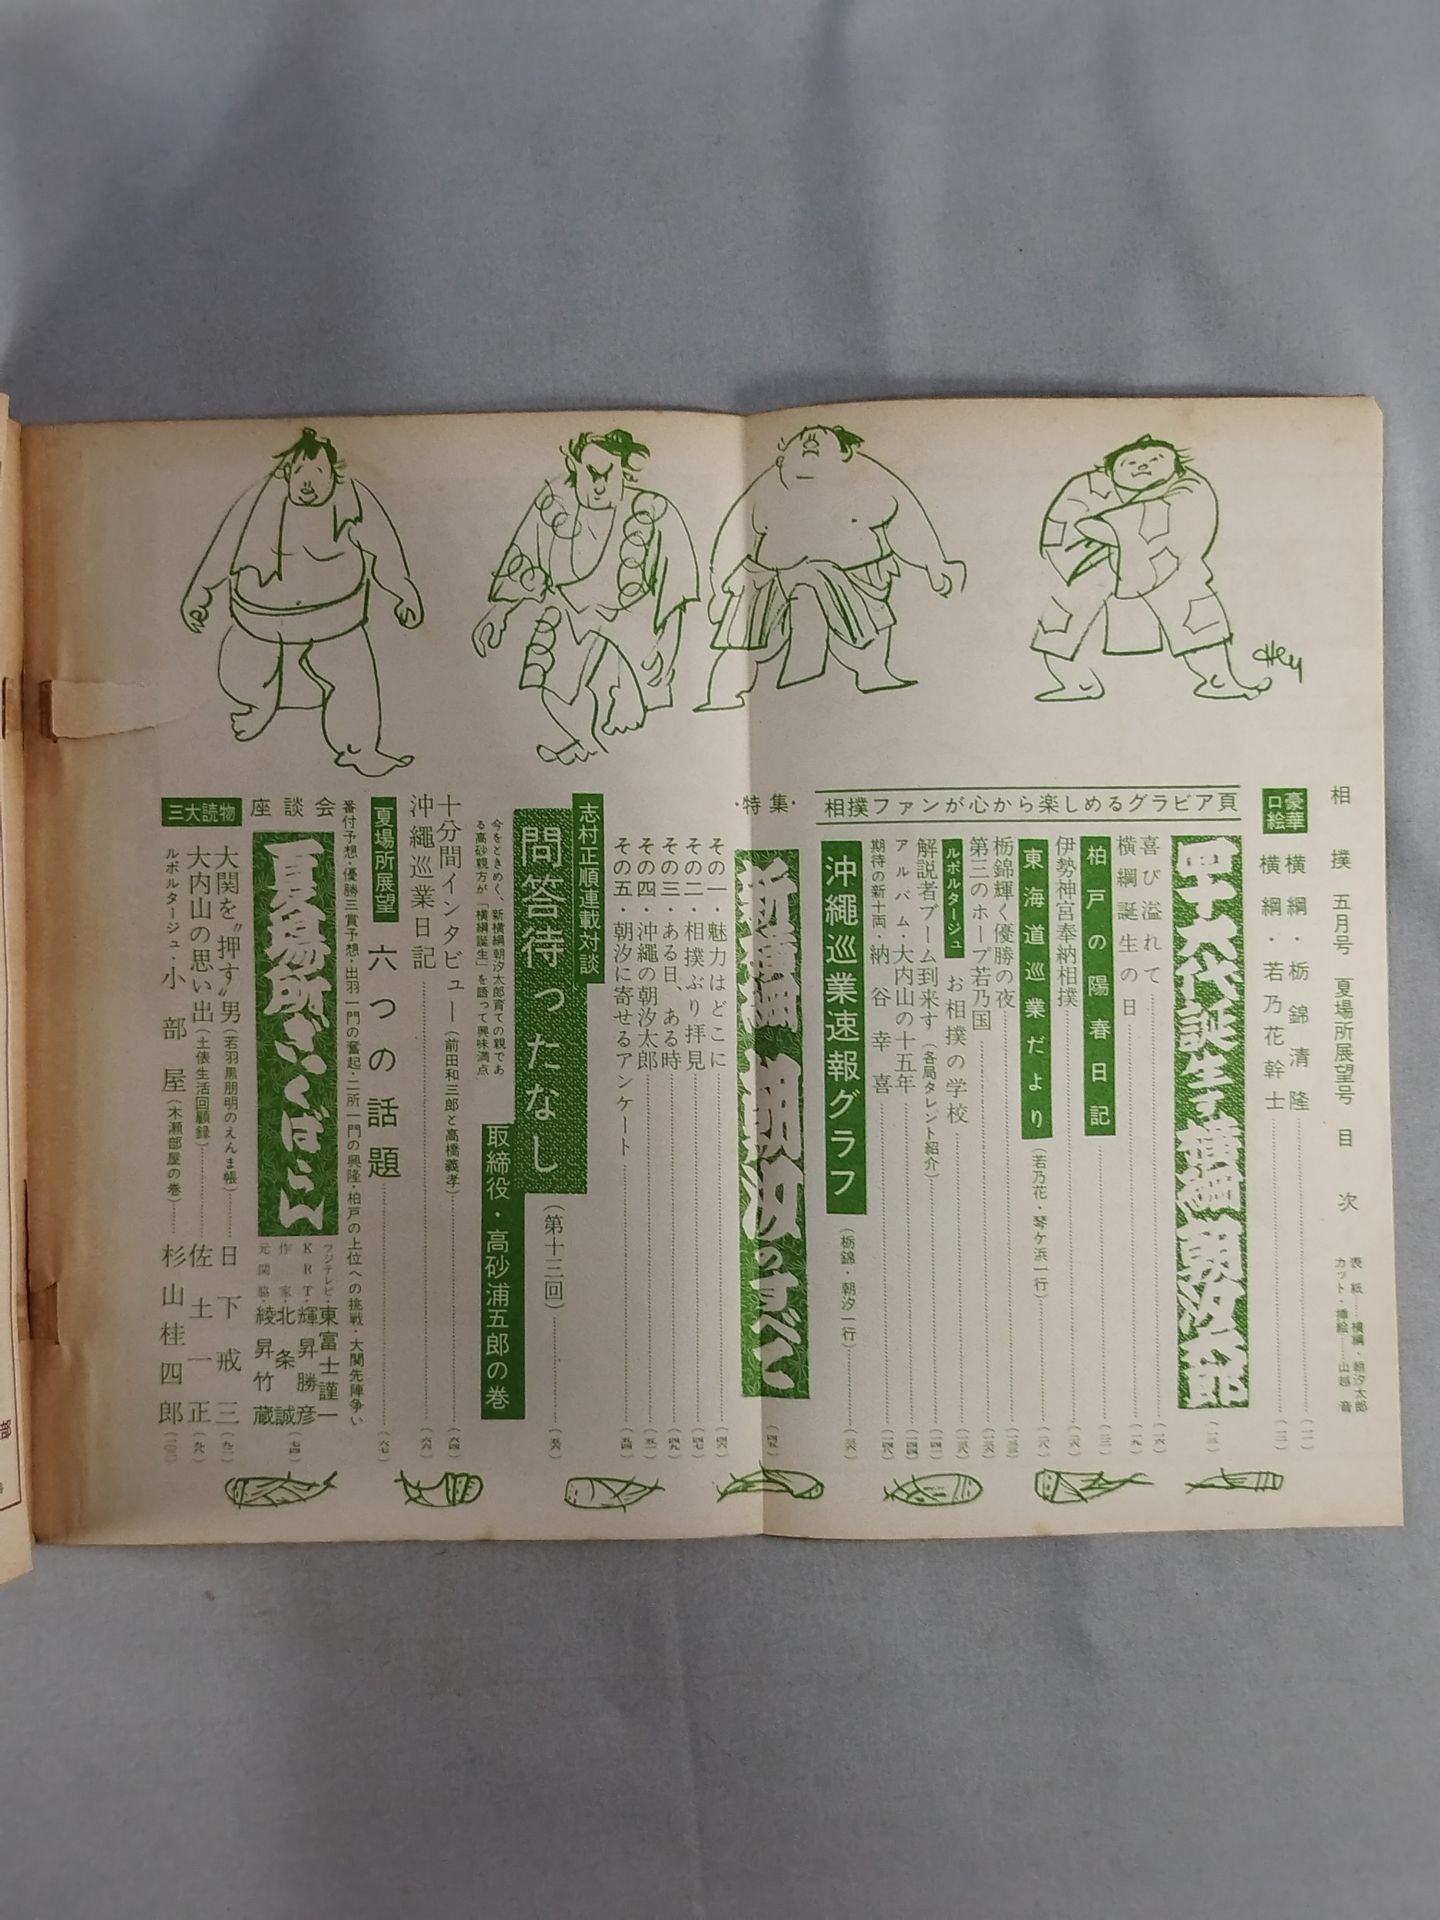 相撲 五月号 夏場所展望号 目次
表紙……横綱・朝汐太郎
カット・挿絵……山越 音
豪華口絵
横綱・栃錦清隆
横綱・若乃花幹士
相撲ファンが心から楽しめるグラビア頁
四十六代誕生 横綱 朝汐太郎
喜び溢れて
横綱誕生の日
柏戸の陽春日記
伊勢神宮奉納相撲
東海道巡業だより(若乃花・琴ケ浜一行)
栃錦輝く優勝の夜
第三のホープ若乃国
ルポルタージュ お相撲の学校
解説者ブーム到来す(各局タレント紹介)
アルバム・大内山の十五年
期待の新十両 納谷幸喜
沖縄巡業速報グラフ(栃錦・朝汐一行)
・特集・
新横綱 朝汐のすべて
その一・魅力はどこに
その二・相撲ぶり拝見
その三・ある日、ある時
その四・沖縄の朝汐太郎
その五・朝汐に寄せるアンケート
志村正順連載対談
問答待ったなし(第十三回)
取締役・高砂浦五郎の巻
今をときめく、新横綱朝汐太郎育ての親であ
る高砂親方が「横綱誕生」を語って興味満点
十分間インタビュー(前田和三郎と高橋義孝)
沖縄巡業日記
夏場所展望 六つの話題
番付予想・優勝三賞予想・出羽一門の奮起・二所一門の興隆・柏戸の上位への挑戦・大関先陣争い
座談会
夏場所ざっくばらん
フジテレビ・東富士謹一
KRT・輝昇勝彦
作家・北条誠
元関脇・綾昇竹蔵
三大読物
大関を〝押す〟男(若羽黒朋明のえんま帳)……日下戒三
大内山の思い出(土俵生活回顧録)……佐土一正
ルポルタージュ・小部屋(木瀬部屋の巻)……杉山桂四郎